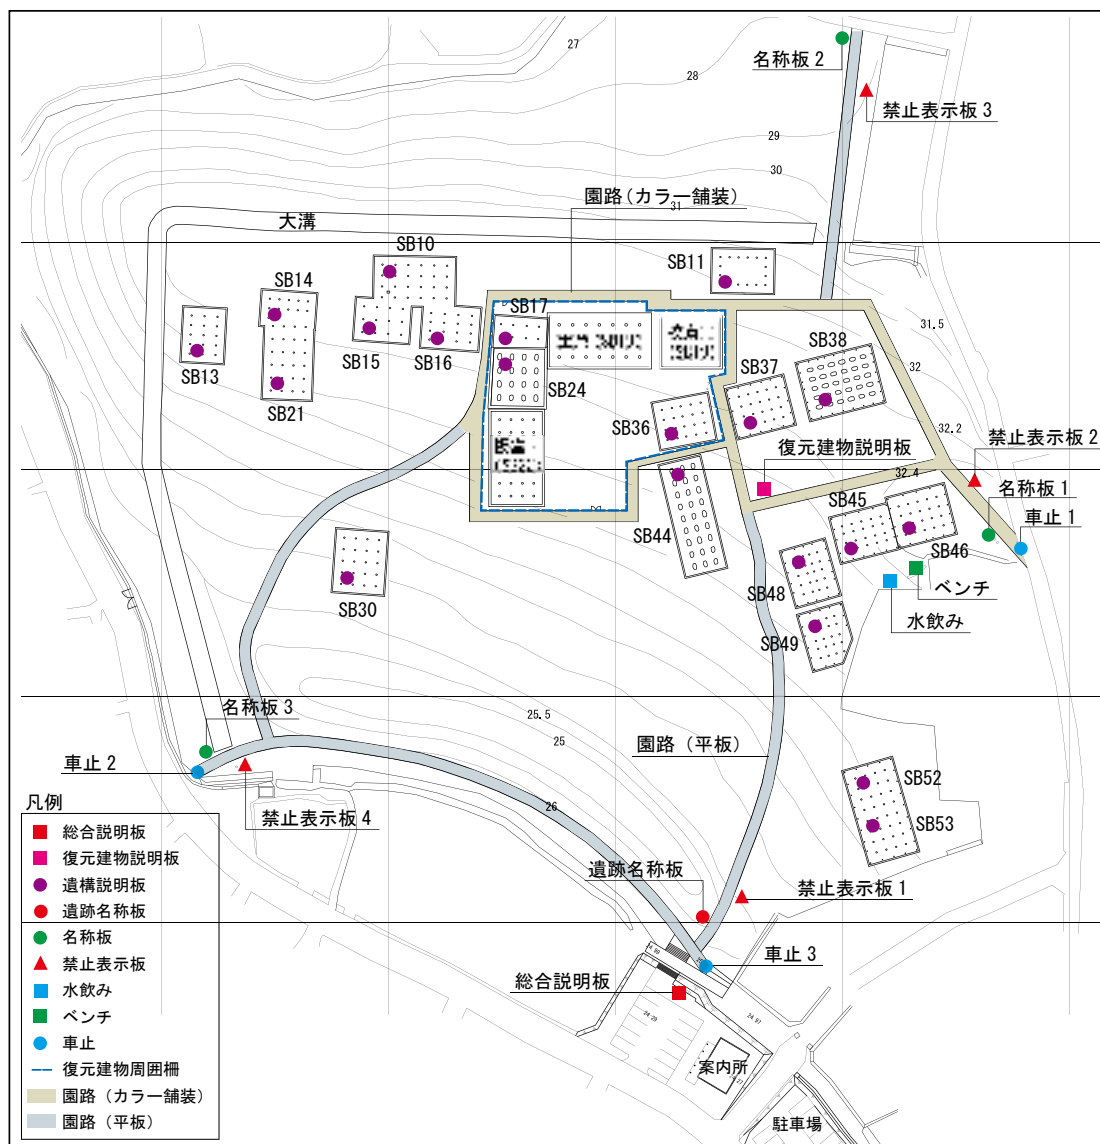 27
名称板 2
28
禁止表示板 3
29
30
園路(カラー舗装)
31
大溝
SB10
SB11
SB14
SB17
31.5
SB38
32
SB15
SB16
SB37
SB13
SB24
SB21
32.2
SB36
禁止表示板 2
復元建物説明板
32.4
名称板 1
SB45
車止 1
SB44
SB46
SB48
ベンチ
SB30
水飲み
SB49
名称板 3
25.5
25
園路（平板）
車止 2
SB52
26
禁止表示板 4
SB53
遺跡名称板
禁止表示板 1
車止 3
総合説明板
24.97
24.29
案内所
24.27
駐車場
凡例
総合説明板
復元建物説明板
遺構説明板
遺跡名称板
名称板
禁止表示板
水飲み
ベンチ
車止
復元建物周囲柵
園路（カラー舗装）
園路（平板）